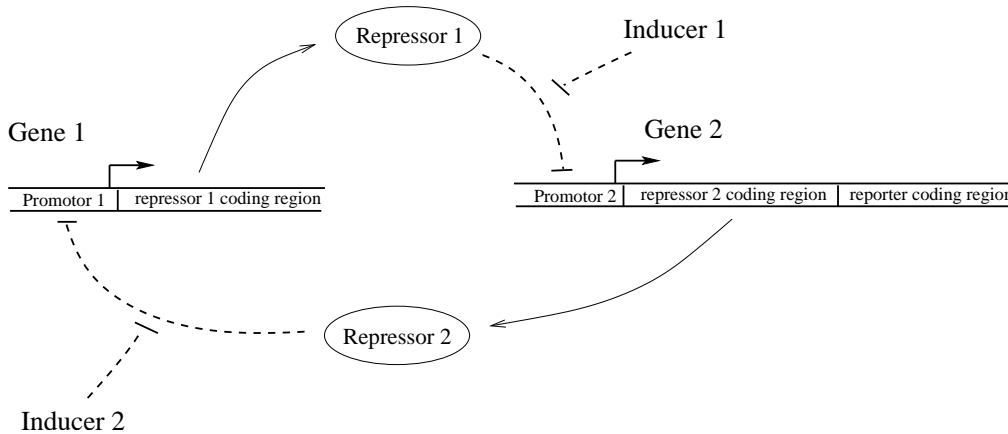 Repressor 1
Inducer 1
Gene 1
Gene 2
Promotor 1
repressor 1 coding region
Promotor 2
repressor 2 coding region
reporter coding region
Repressor 2
Inducer 2